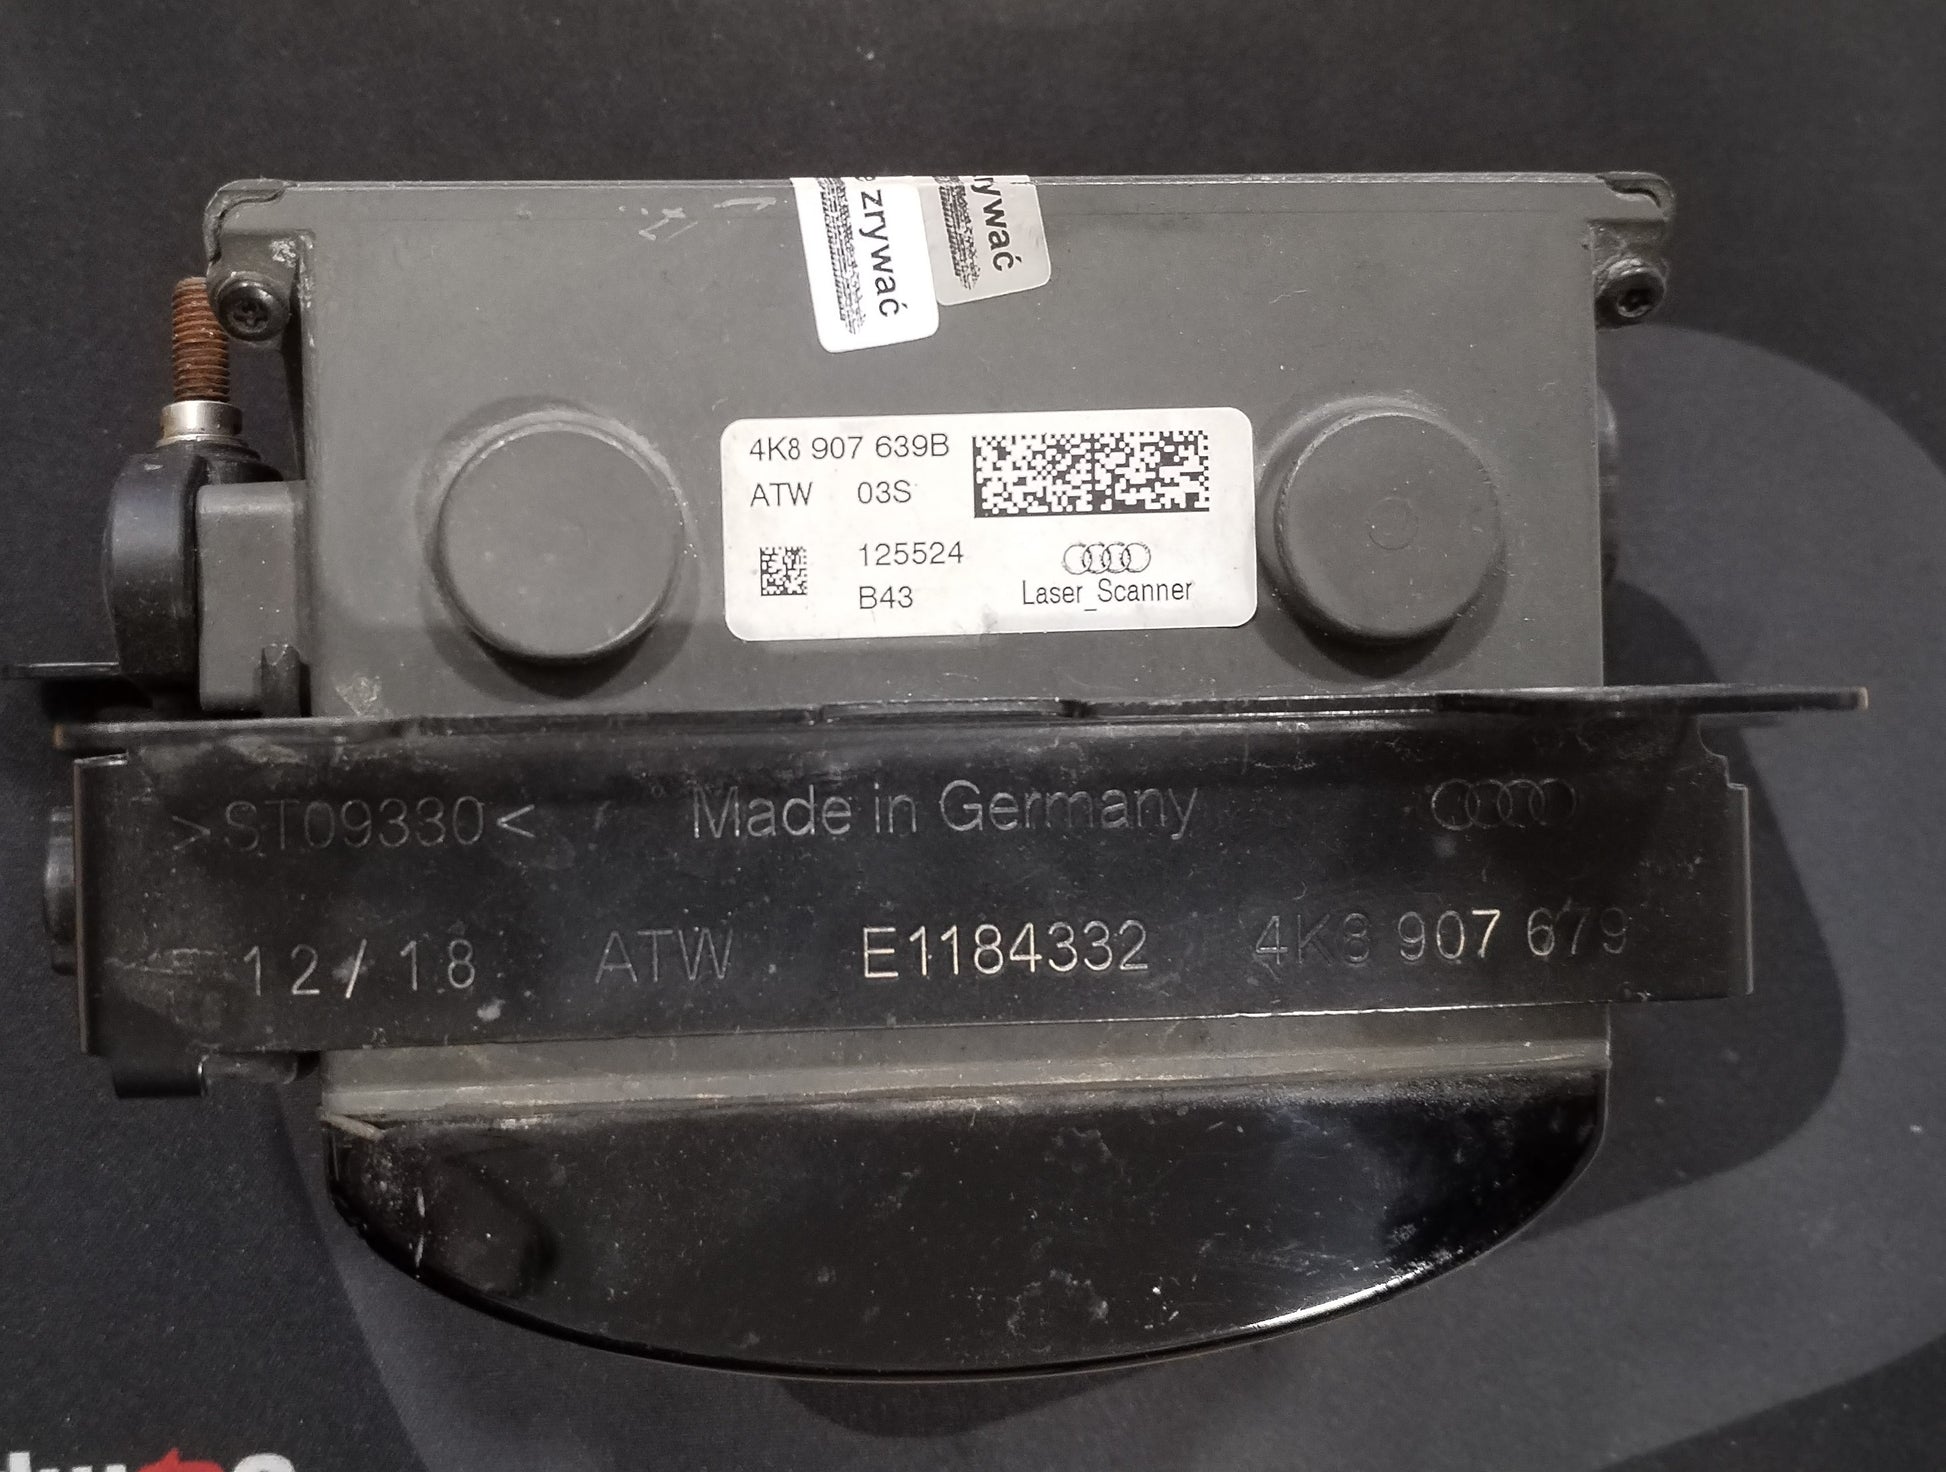 zrywać
rywać
4K8 907 639B
ATW 03S
125524
B43
Laser_Scanner
>ST09330< Made in Germany
12/18 ATW E1184332 4K8 907 679